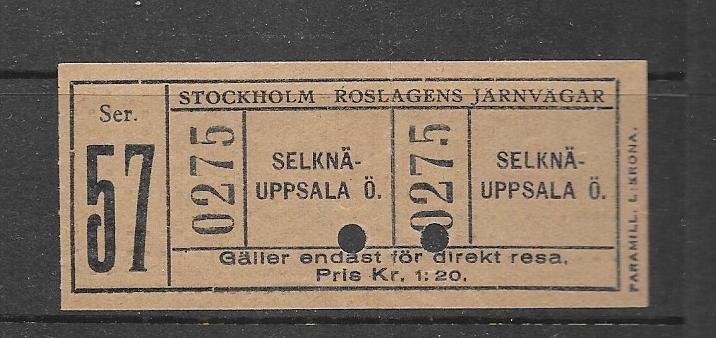 Ser.
57
STOCKHOLM-ROSLAGENS JÄRNVÄGAR
0275
SELKNÄ-
UPPSALA Ö.
0275
SELKNÄ-
UPPSALA Ö.
Gäller endast för direkt resa.
Pris Kr. 1:20.
PARAMILL. L:KRONA.